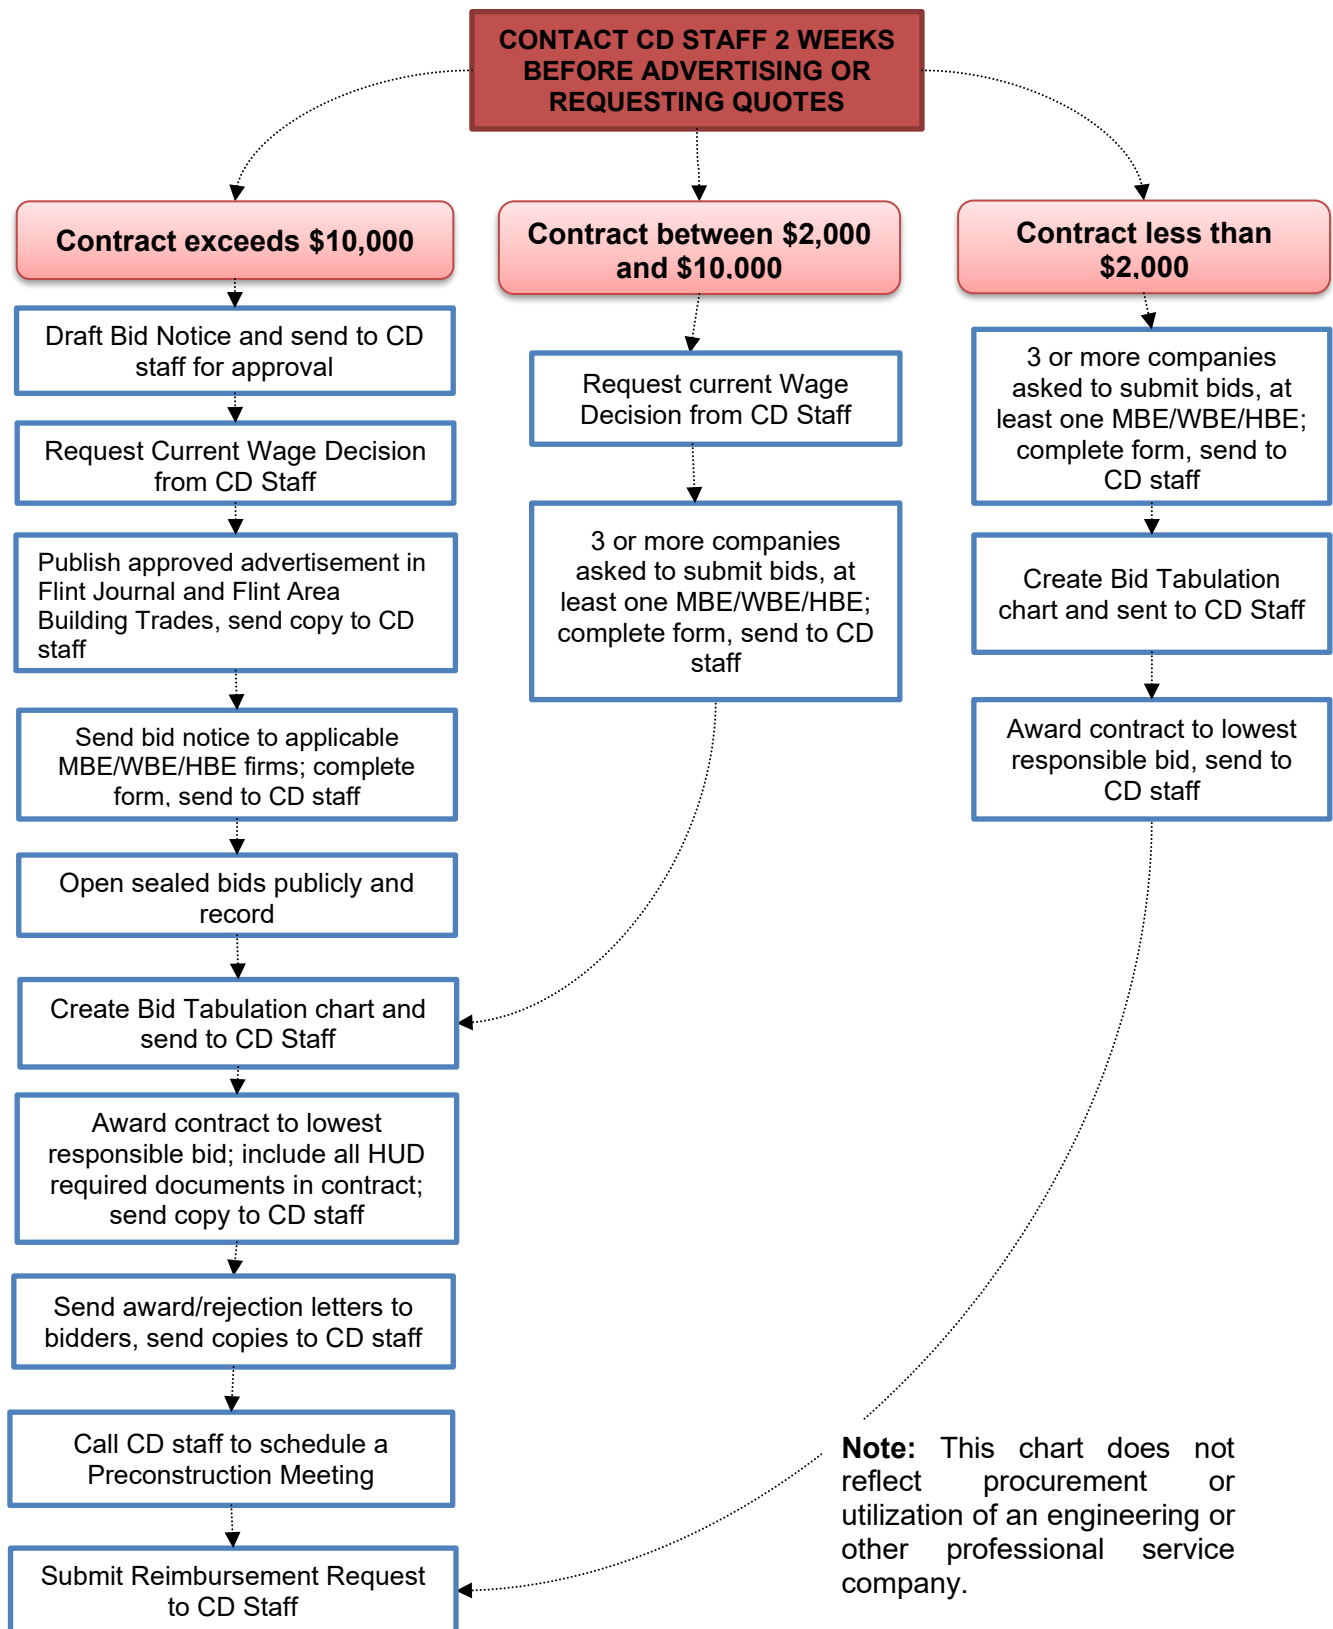 CONTACT CD STAFF 2 WEEKS
BEFORE ADVERTISING OR
REQUESTING QUOTES
Contract exceeds $10,000
Draft Bid Notice and send to CD
staff for approval
Request Current Wage Decision
from CD Staff
Publish approved advertisement in
Flint Journal and Flint Area
Building Trades, send copy to CD
staff
Send bid notice to applicable
MBE/WBE/HBE firms; complete
form, send to CD staff
Open sealed bids publicly and
record
Create Bid Tabulation chart and
send to CD Staff
Award contract to lowest
responsible bid; include all HUD
required documents in contract;
send copy to CD staff
Send award/rejection letters to
bidders, send copies to CD staff
Call CD staff to schedule a
Preconstruction Meeting
Submit Reimbursement Request
to CD Staff
Contract between $2,000
and $10,000
Request current Wage
Decision from CD Staff
3 or more companies
asked to submit bids, at
least one MBE/WBE/HBE;
complete form, send to CD
staff
Contract less than
$2,000
3 or more companies
asked to submit bids, at
least one MBE/WBE/HBE;
complete form, send to
CD staff
Create Bid Tabulation
chart and sent to CD Staff
Award contract to lowest
responsible bid, send to
CD staff
Note: This chart does not
reflect procurement or
utilization of an engineering or
other professional service
company.